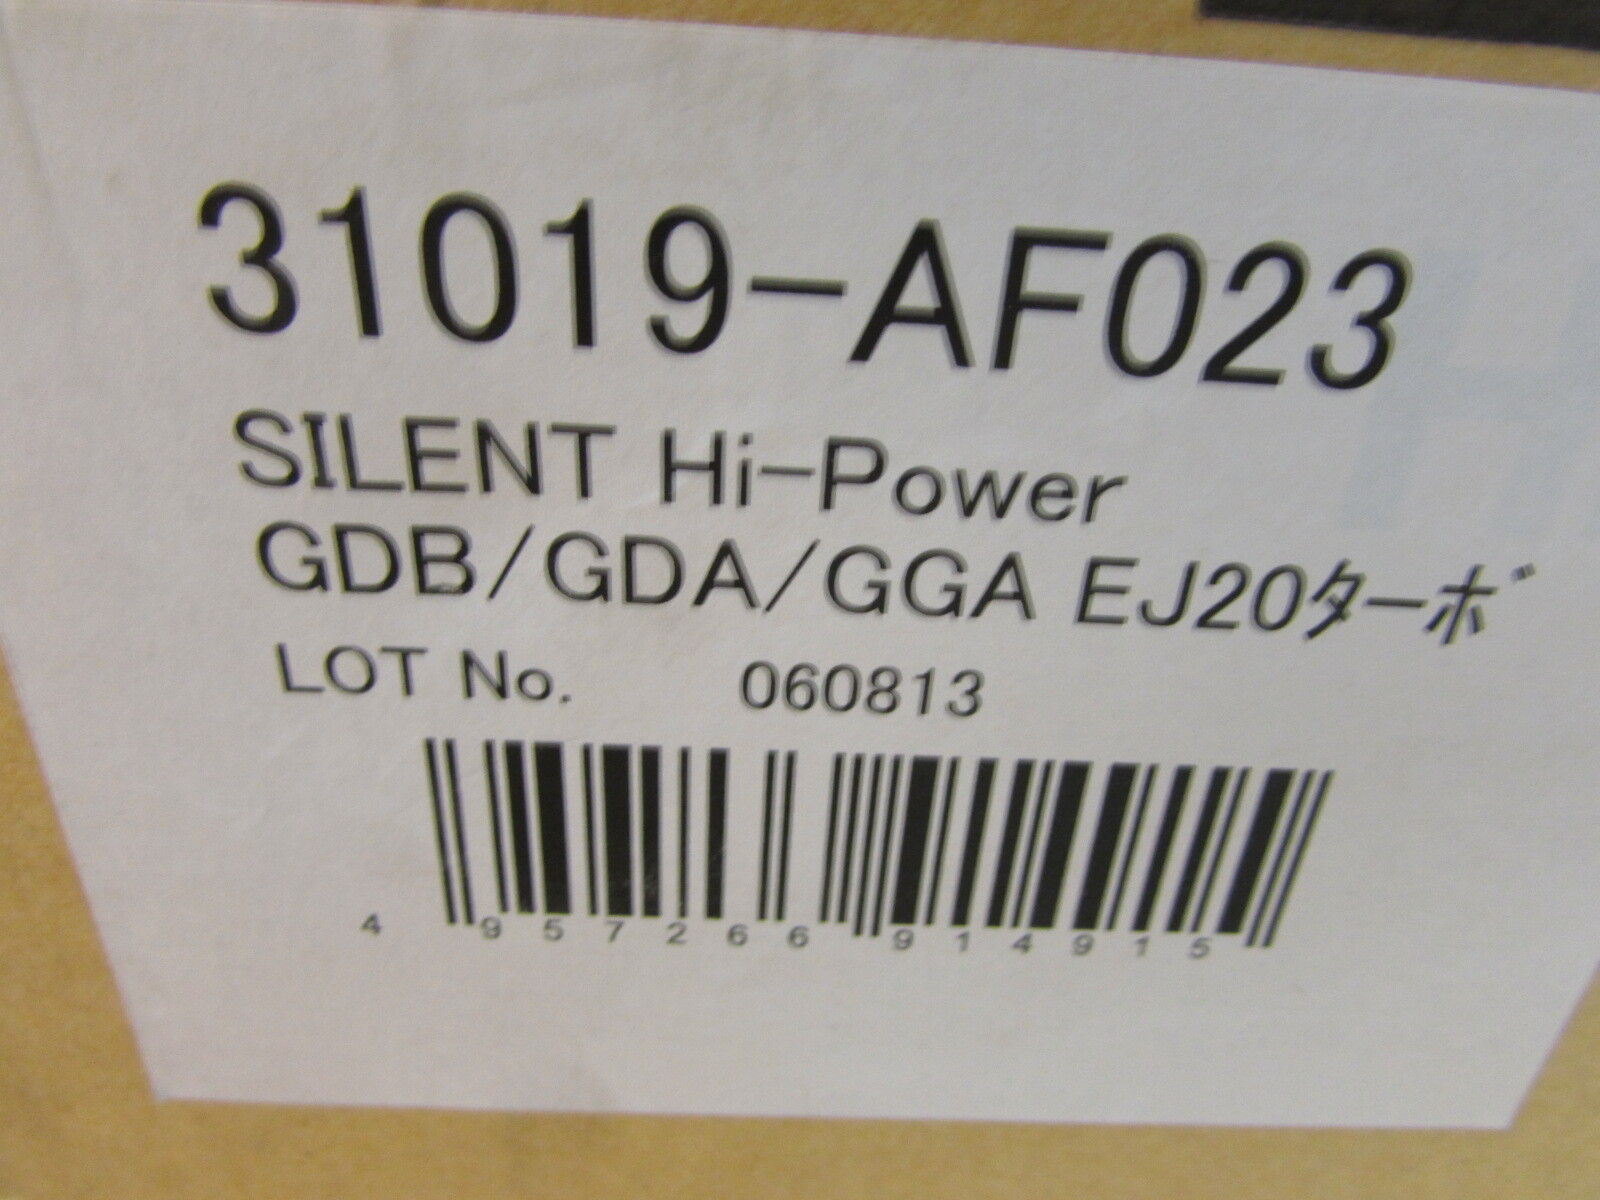 31019-AF023
SILENT Hi-Power
GDB/GDA/GGA EJ20ターボ
LOT No. 060813
4 957266 914915